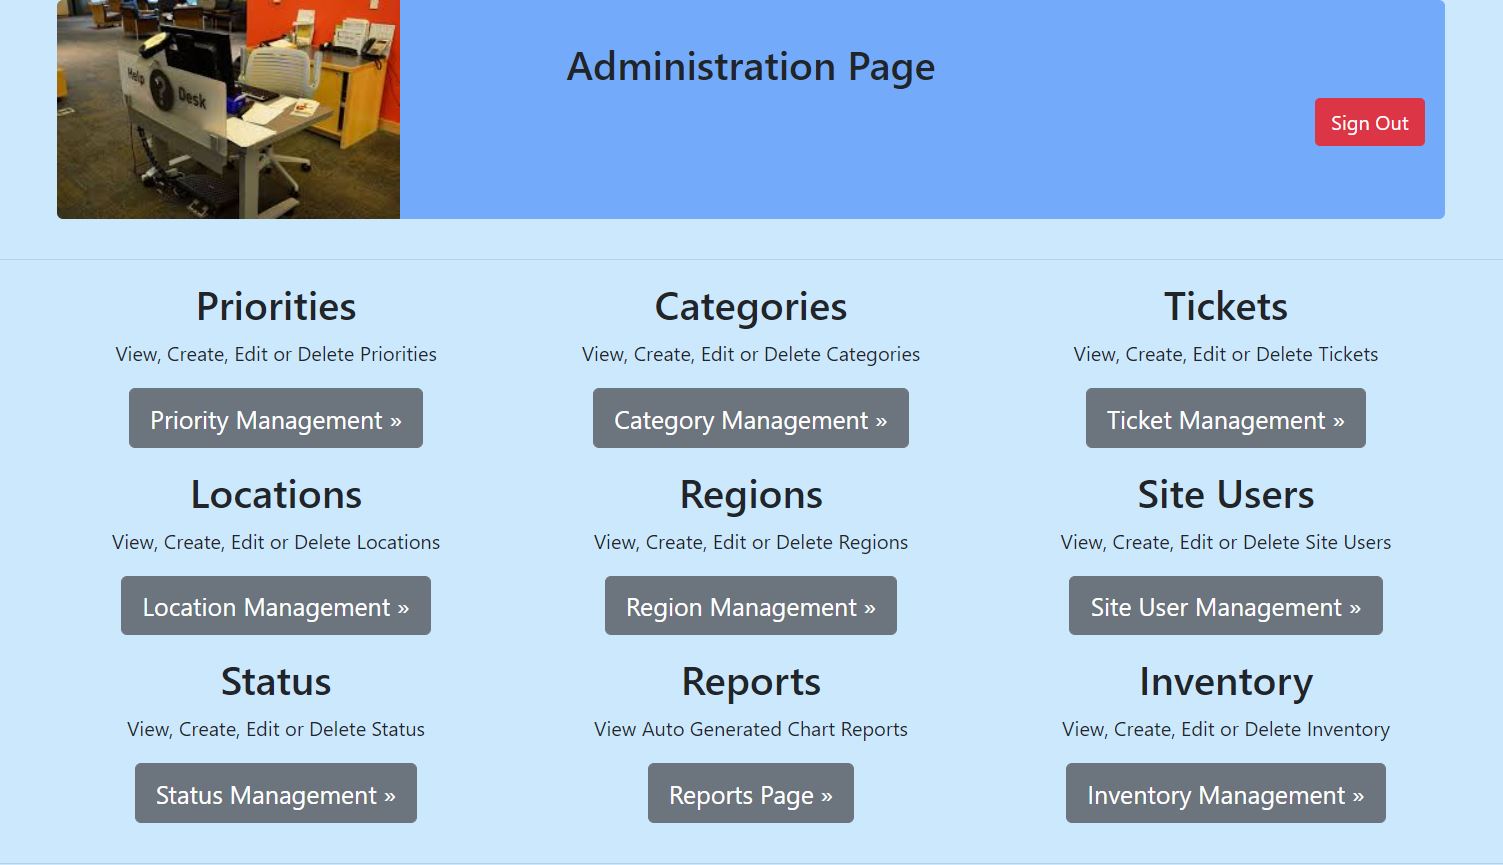 Help Desk
Administration Page
Sign Out
Priorities
Categories
Tickets
View, Create, Edit or Delete Priorities
View, Create, Edit or Delete Categories
View, Create, Edit or Delete Tickets
Priority Management »
Category Management »
Ticket Management »
Locations
Regions
Site Users
View, Create, Edit or Delete Locations
View, Create, Edit or Delete Regions
View, Create, Edit or Delete Site Users
Location Management »
Region Management »
Site User Management »
Status
Reports
Inventory
View, Create, Edit or Delete Status
View Auto Generated Chart Reports
View, Create, Edit or Delete Inventory
Status Management »
Reports Page »
Inventory Management »